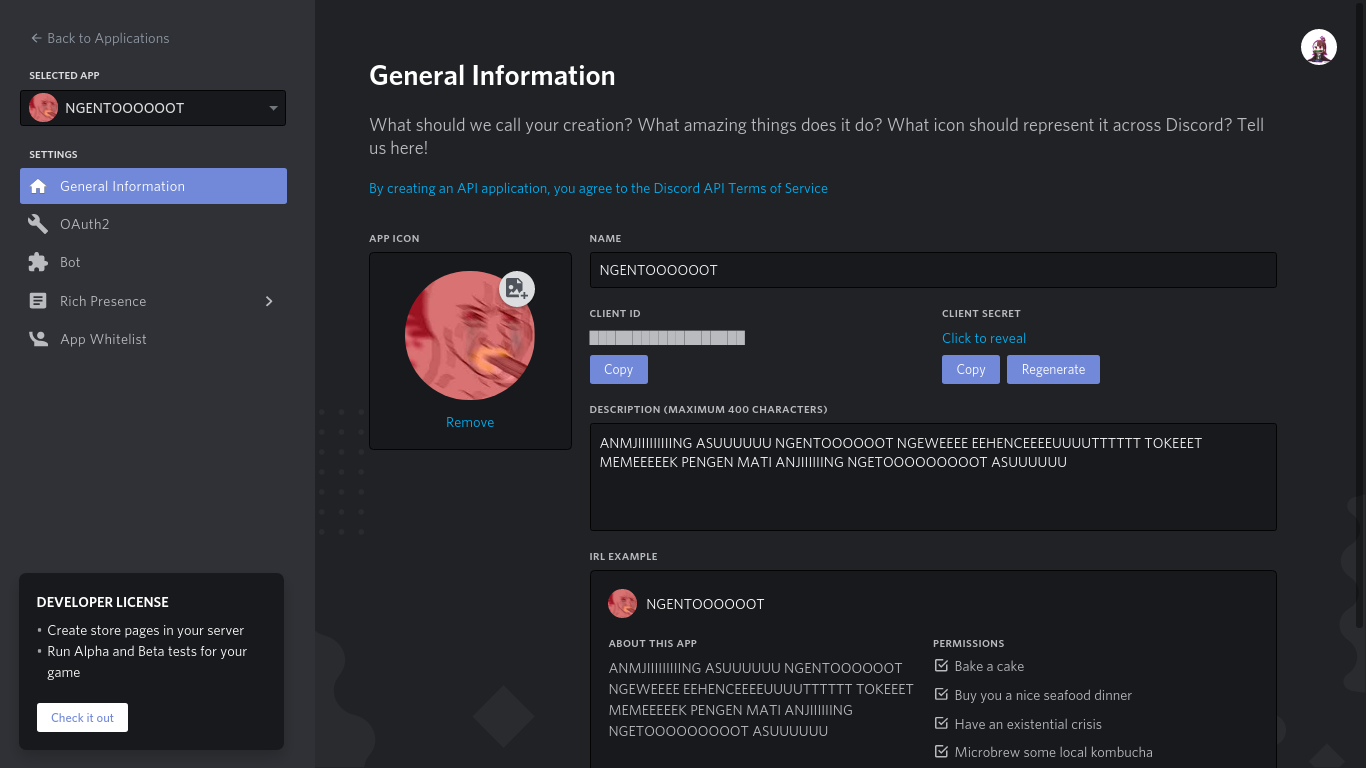 Back to Applications
SELECTED APP
NGENTOOOOOOT
SETTINGS
General Information
OAuth2
Bot
Rich Presence
App Whitelist
DEVELOPER LICENSE
• Create store pages in your server
• Run Alpha and Beta tests for your
game
Check it out
General Information
What should we call your creation? What amazing things does it do? What icon should represent it across Discord? Tell
us here!
By creating an API application, you agree to the Discord API Terms of Service
APP ICON
Remove
NAME
NGENTOOOOOOT
CLIENT ID
Copy
CLIENT SECRET
Click to reveal
Copy
Regenerate
DESCRIPTION (MAXIMUM 400 CHARACTERS)
ANMJIIIIIIIIIING ASUUUUUU NGENTOOOOOOT NGEWEEEE EEHENCEEEEUUUUTTTTTT TOKEEET
MEMEEEEEK PENGEN MATI ANJIIIIIING NGETOOOOOOOOOT ASUUUUUU
IRL EXAMPLE
NGENTOOOOOOT
ABOUT THIS APP
ANMJIIIIIIIIIING ASUUUUUU NGENTOOOOOOT
NGEWEEEE EEHENCEEEEUUUUTTTTTT TOKEEET
MEMEEEEEK PENGEN MATI ANJIIIIIING
NGETOOOOOOOOOT ASUUUUUU
PERMISSIONS
Bake a cake
Buy you a nice seafood dinner
Have an existential crisis
Microbrew some local kombucha